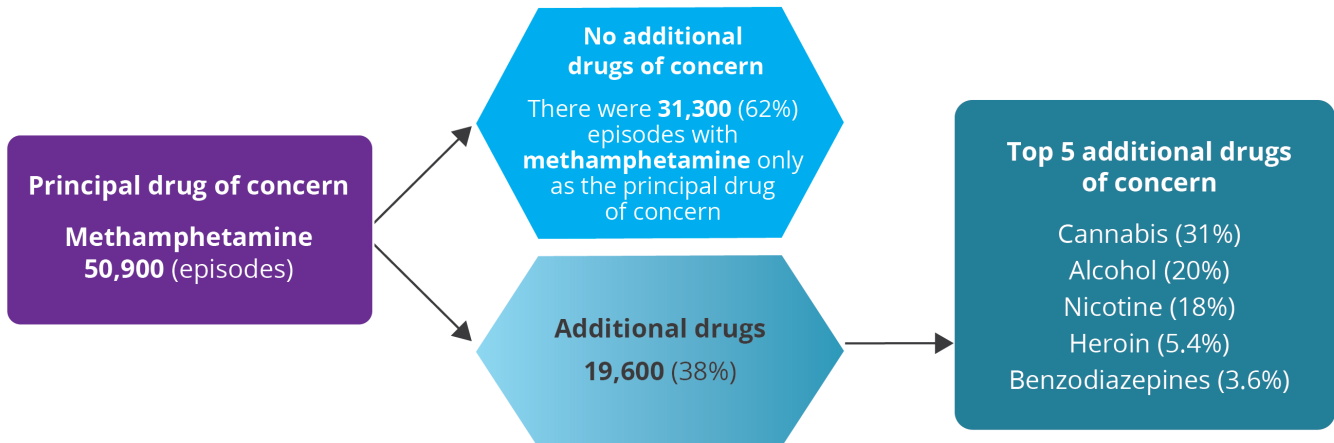 Principal drug of concern
Methamphetamine
50,900 (episodes)
No additional
drugs of concern
There were 31,300 (62%)
episodes with
methamphetamine only
as the principal drug
of concern
Additional drugs
19,600 (38%)
Top 5 additional drugs
of concern
Cannabis (31%)
Alcohol (20%)
Nicotine (18%)
Heroin (5.4%)
Benzodiazepines (3.6%)